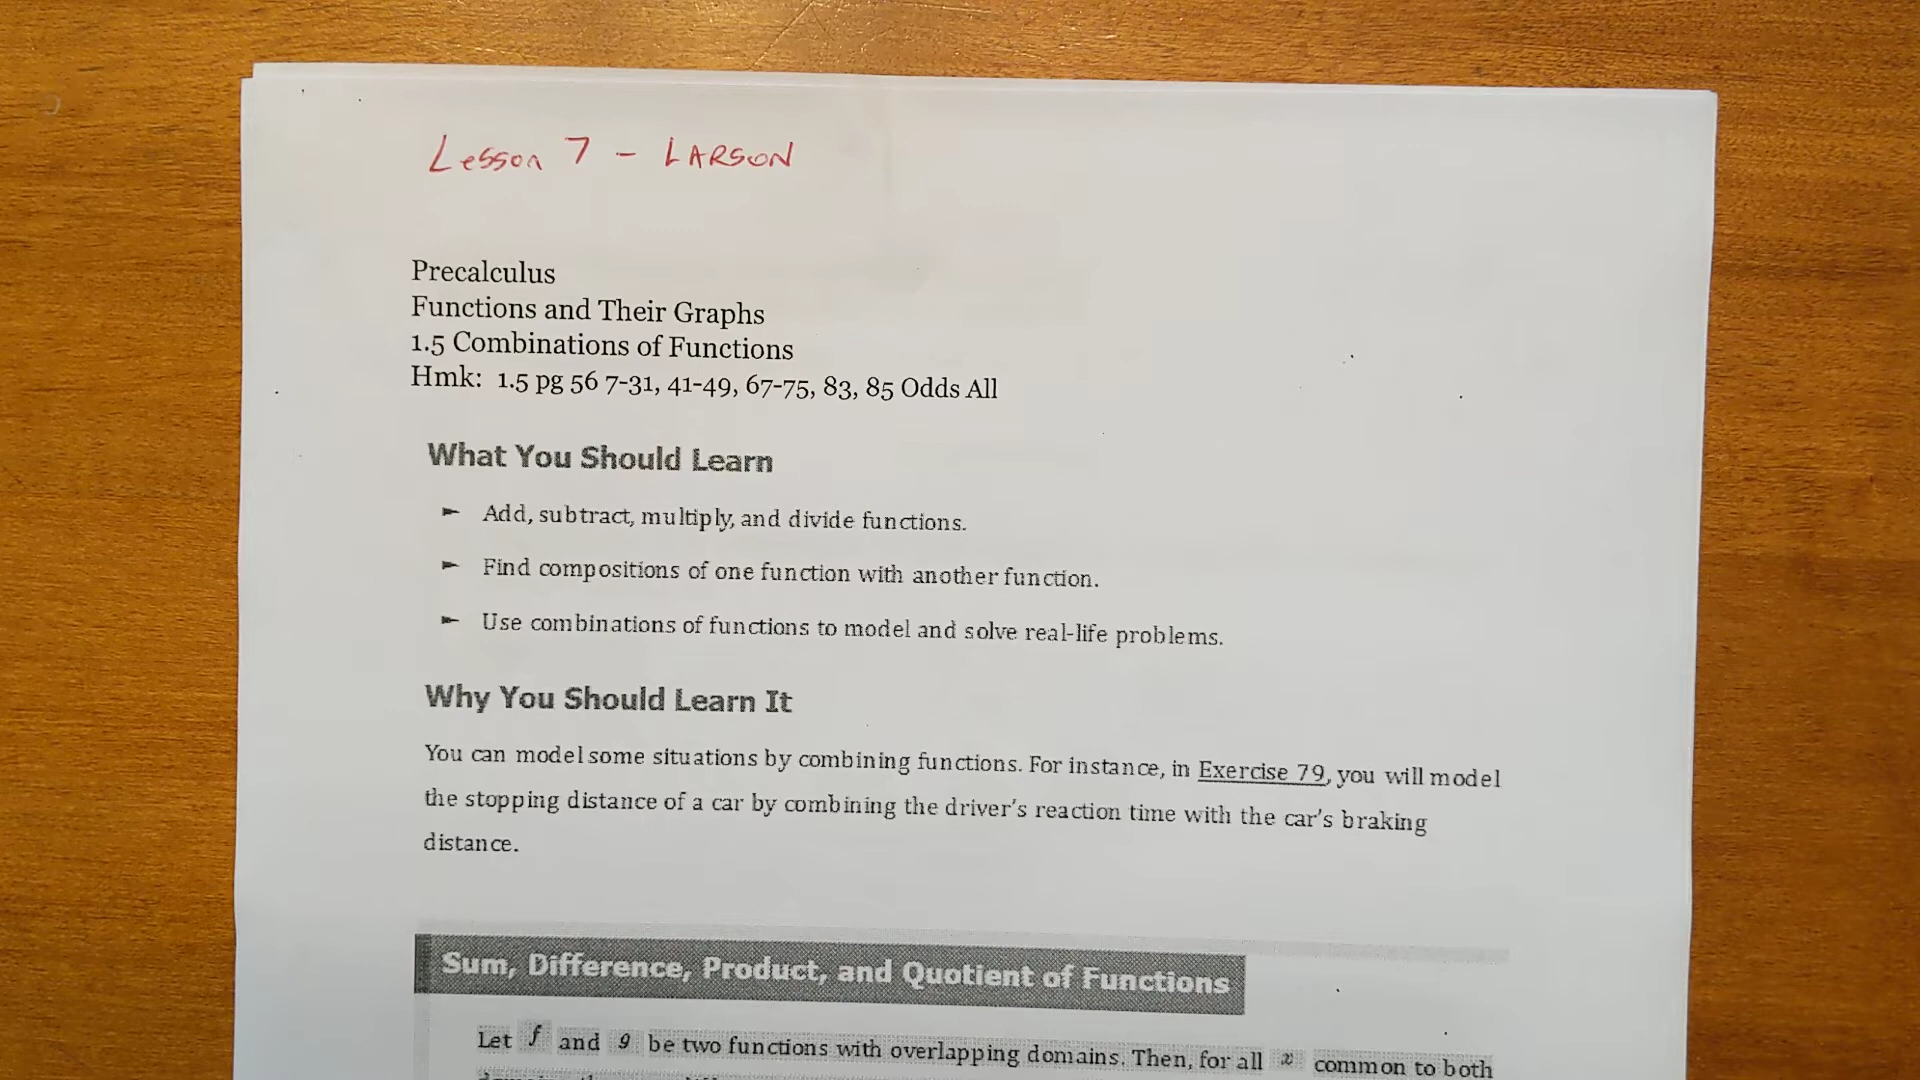 Lesson 7 - LARSON
Precalculus
Functions and Their Graphs
1.5 Combinations of Functions
Hmk: 1.5 pg 56 7-31, 41-49, 67-75, 83, 85 Odds All
What You Should Learn
► Add, subtract, multiply, and divide functions.
► Find compositions of one function with another function.
► Use combinations of functions to model and solve real-life problems.
Why You Should Learn It
You can model some situations by combining functions. For instance, in Exercise 79, you will model
the stopping distance of a car by combining the driver's reaction time with the car's braking
distance.
Sum, Difference, Product, and Quotient of Functions
Let f and g be two functions with overlapping domains. Then, for all x common to both